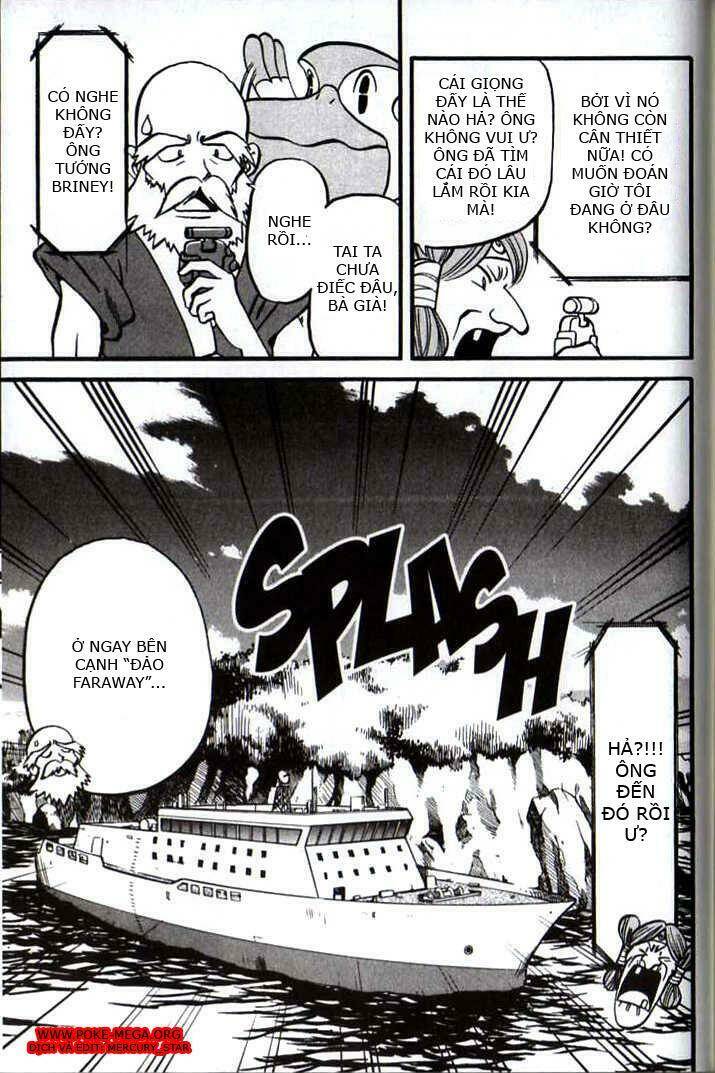 BỞI VÌ NÓ
KHÔNG CÒN
CẦN THIẾT
NỮA! CÓ
MUỐN ĐOÁN
GIỜ TÔI
ĐANG Ở ĐÂU
KHÔNG?
CÁI GIỌNG
ĐẤY LÀ THẾ
NÀO HẢ? ÔNG
KHÔNG VUI Ư?
ÔNG ĐÃ TÌM
CÁI ĐÓ LÂU
LẮM RỒI KIA
MÀ!
CÓ NGHE
KHÔNG
ĐẤY?
ÔNG
TƯỚNG
BRINEY!
NGHE
RỒI...
TAI TA
CHƯA
ĐIẾC ĐÂU,
BÀ GIÀ!
SPLASH
Ở NGAY BÊN
CẠNH “ĐẢO
FARAWAY”...
HẢ?!!!
ÔNG
ĐẾN
ĐÓ RỒI
Ư?
WWW.POKE-MEGA.ORG
DỊCH VÀ EDIT: MERCURY_STAR